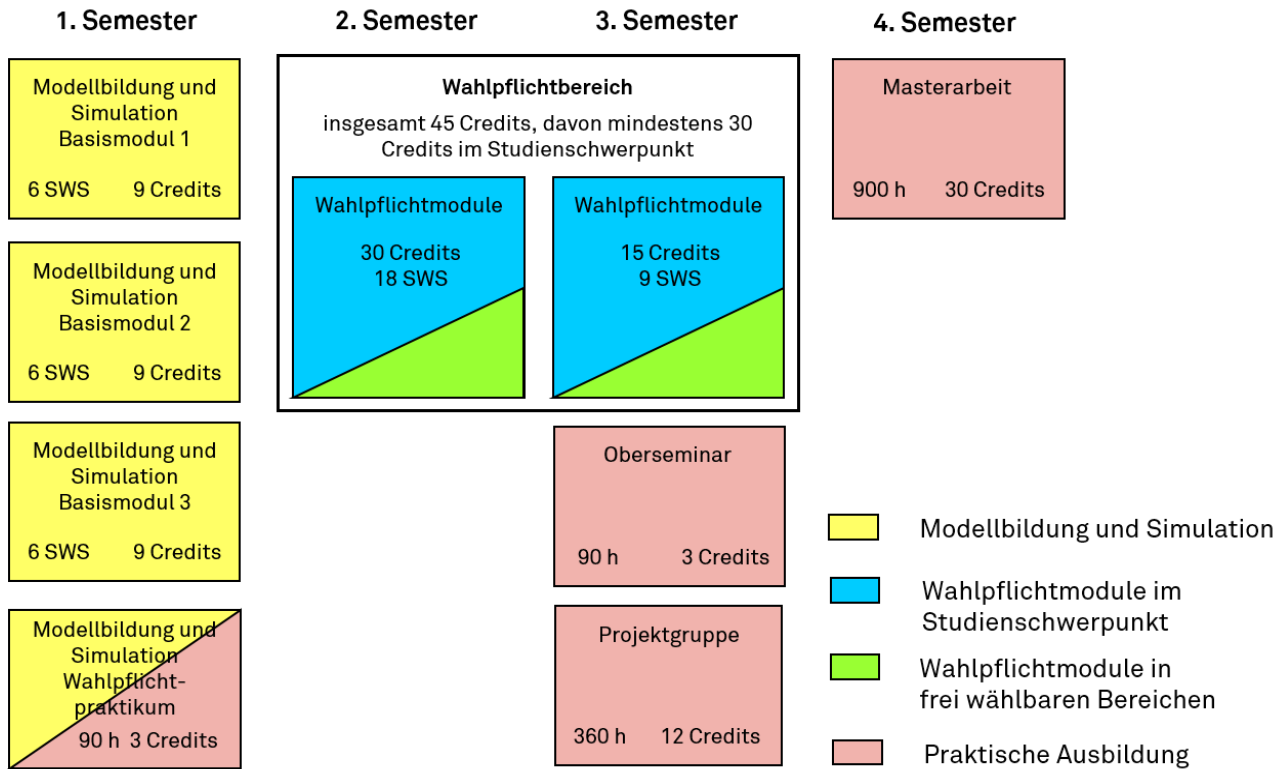 1. Semester
2. Semester
3. Semester
4. Semester
Modellbildung und
Simulation
Basismodul 1
6 SWS 9 Credits
Modellbildung und
Simulation
Basismodul 2
6 SWS 9 Credits
Modellbildung und
Simulation
Basismodul 3
6 SWS 9 Credits
Modellbildung und
Simulation
Wahlpflicht-
praktikum
90 h 3 Credits
Wahlpflichtbereich
insgesamt 45 Credits, davon mindestens 30
Credits im Studienschwerpunkt
Wahlpflichtmodule
30 Credits
18 SWS
Wahlpflichtmodule
15 Credits
9 SWS
Oberseminar
90 h 3 Credits
Projektgruppe
360 h 12 Credits
Masterarbeit
900 h 30 Credits
Modellbildung und Simulation
Wahlpflichtmodule im
Studienschwerpunkt
Wahlpflichtmodule in
frei wählbaren Bereichen
Praktische Ausbildung